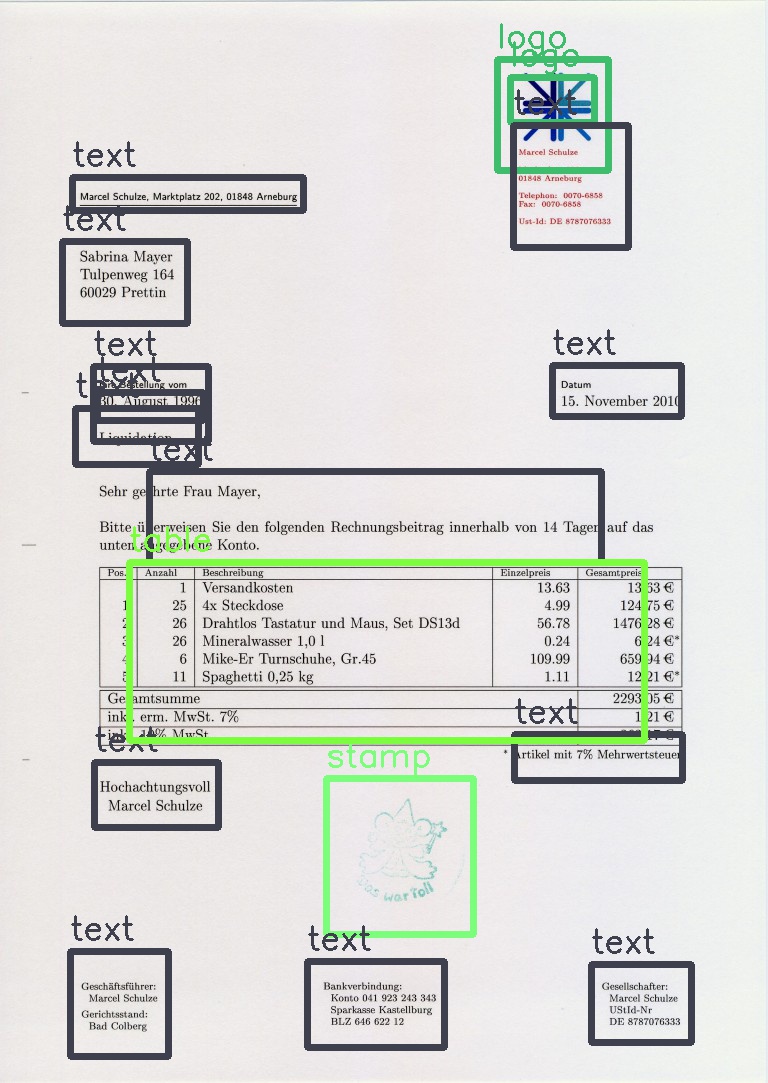 logo
logo
text
Marcel Schulze
01848 Arneburg
Telephon: 0070-6858
Fax: 0070-6858
Ust-Id: DE 8787076333
text
Marcel Schulze, Marktplatz 202, 01848 Arneburg
text
Sabrina Mayer
Tulpenweg 164
60029 Prettin
text
text
Bestellung vom
30. August 1996
text
Datum
15. November 2010
text
Liquidation
text
Sehr geehrte Frau Mayer,
Bitte überweisen Sie den folgenden Rechnungsbeitrag innerhalb von 14 Tagen auf das
unten angegebene Konto.
table
Pos. Anzahl Beschreibung Einzelpreis Gesamtpreis
1 Versandkosten 13.63 13.63 €
1 25 4x Steckdose 4.99 124.75 €
2 26 Drahtlos Tastatur und Maus, Set DS13d 56.78 1476.28 €
3 26 Mineralwasser 1,0 l 0.24 6.24 €*
4 6 Mike-Er Turnschuhe, Gr.45 109.99 659.94 €
5 11 Spaghetti 0,25 kg 1.11 12.21 €*
Gesamtsumme 2293.05 €
inkl. erm. MwSt. 7% 1.21 €
inkl. 19% MwSt.
text
* Artikel mit 7% Mehrwertsteuer
text
Hochachtungsvoll
Marcel Schulze
stamp
Das war Toll
text
Geschäftsführer:
Marcel Schulze
Gerichtsstand:
Bad Colberg
text
Bankverbindung:
Konto 041 923 243 343
Sparkasse Kastellburg
BLZ 646 622 12
text
Gesellschafter:
Marcel Schulze
UStId-Nr
DE 8787076333